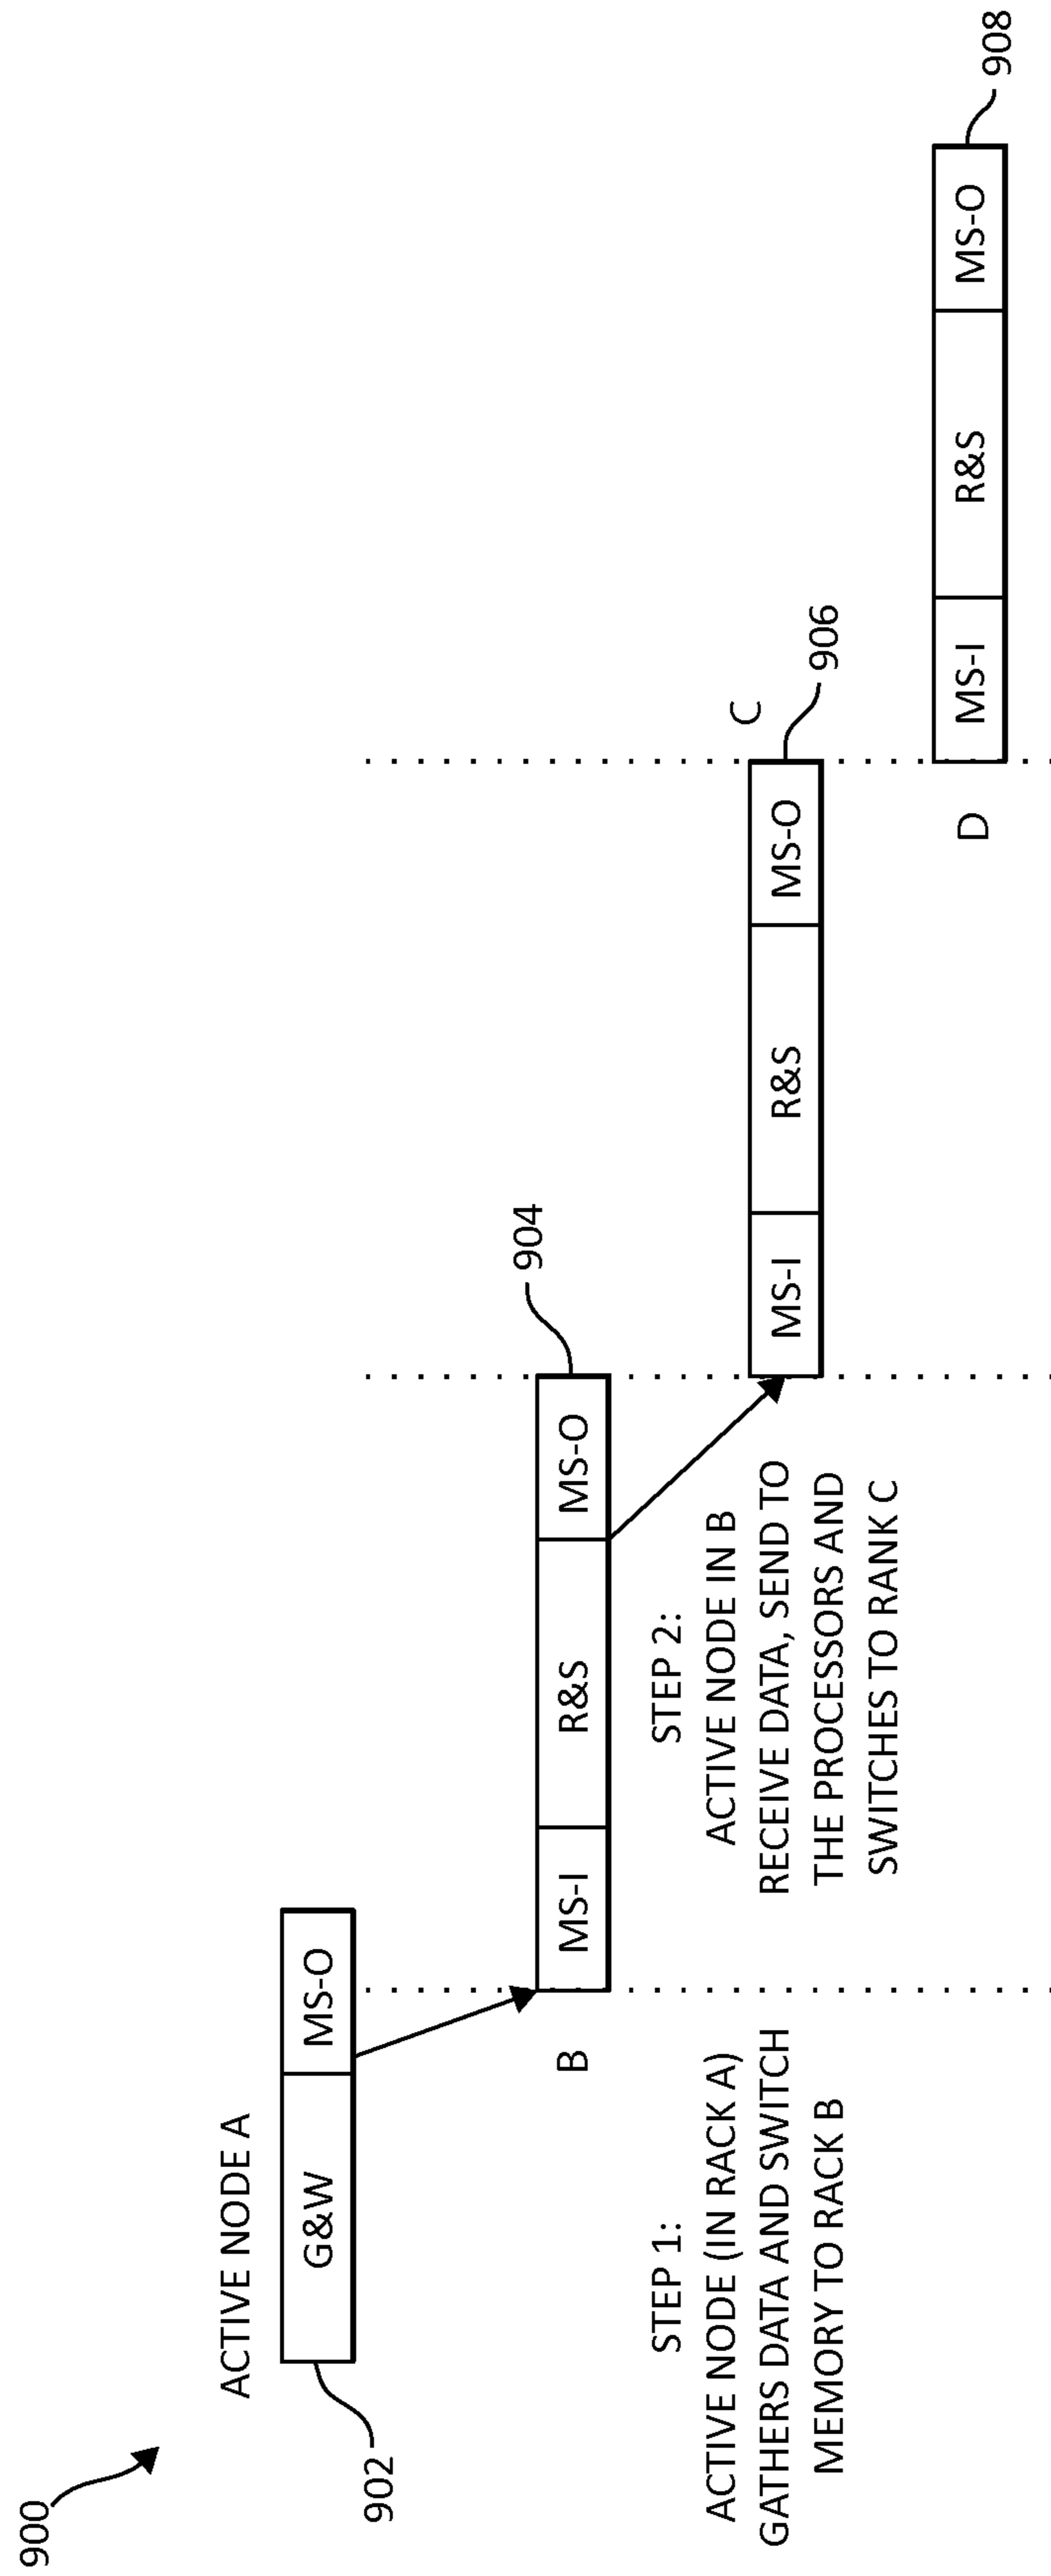 900
ACTIVE NODE A
G&W
MS-O
902
B
MS-I
R&S
MS-O
904
STEP 1:
ACTIVE NODE (IN RACK A)
GATHERS DATA AND SWITCH
MEMORY TO RACK B
STEP 2:
ACTIVE NODE IN B
RECEIVE DATA, SEND TO
THE PROCESSORS AND
SWITCHES TO RANK C
C
MS-I
R&S
MS-O
906
D
MS-I
R&S
MS-O
908